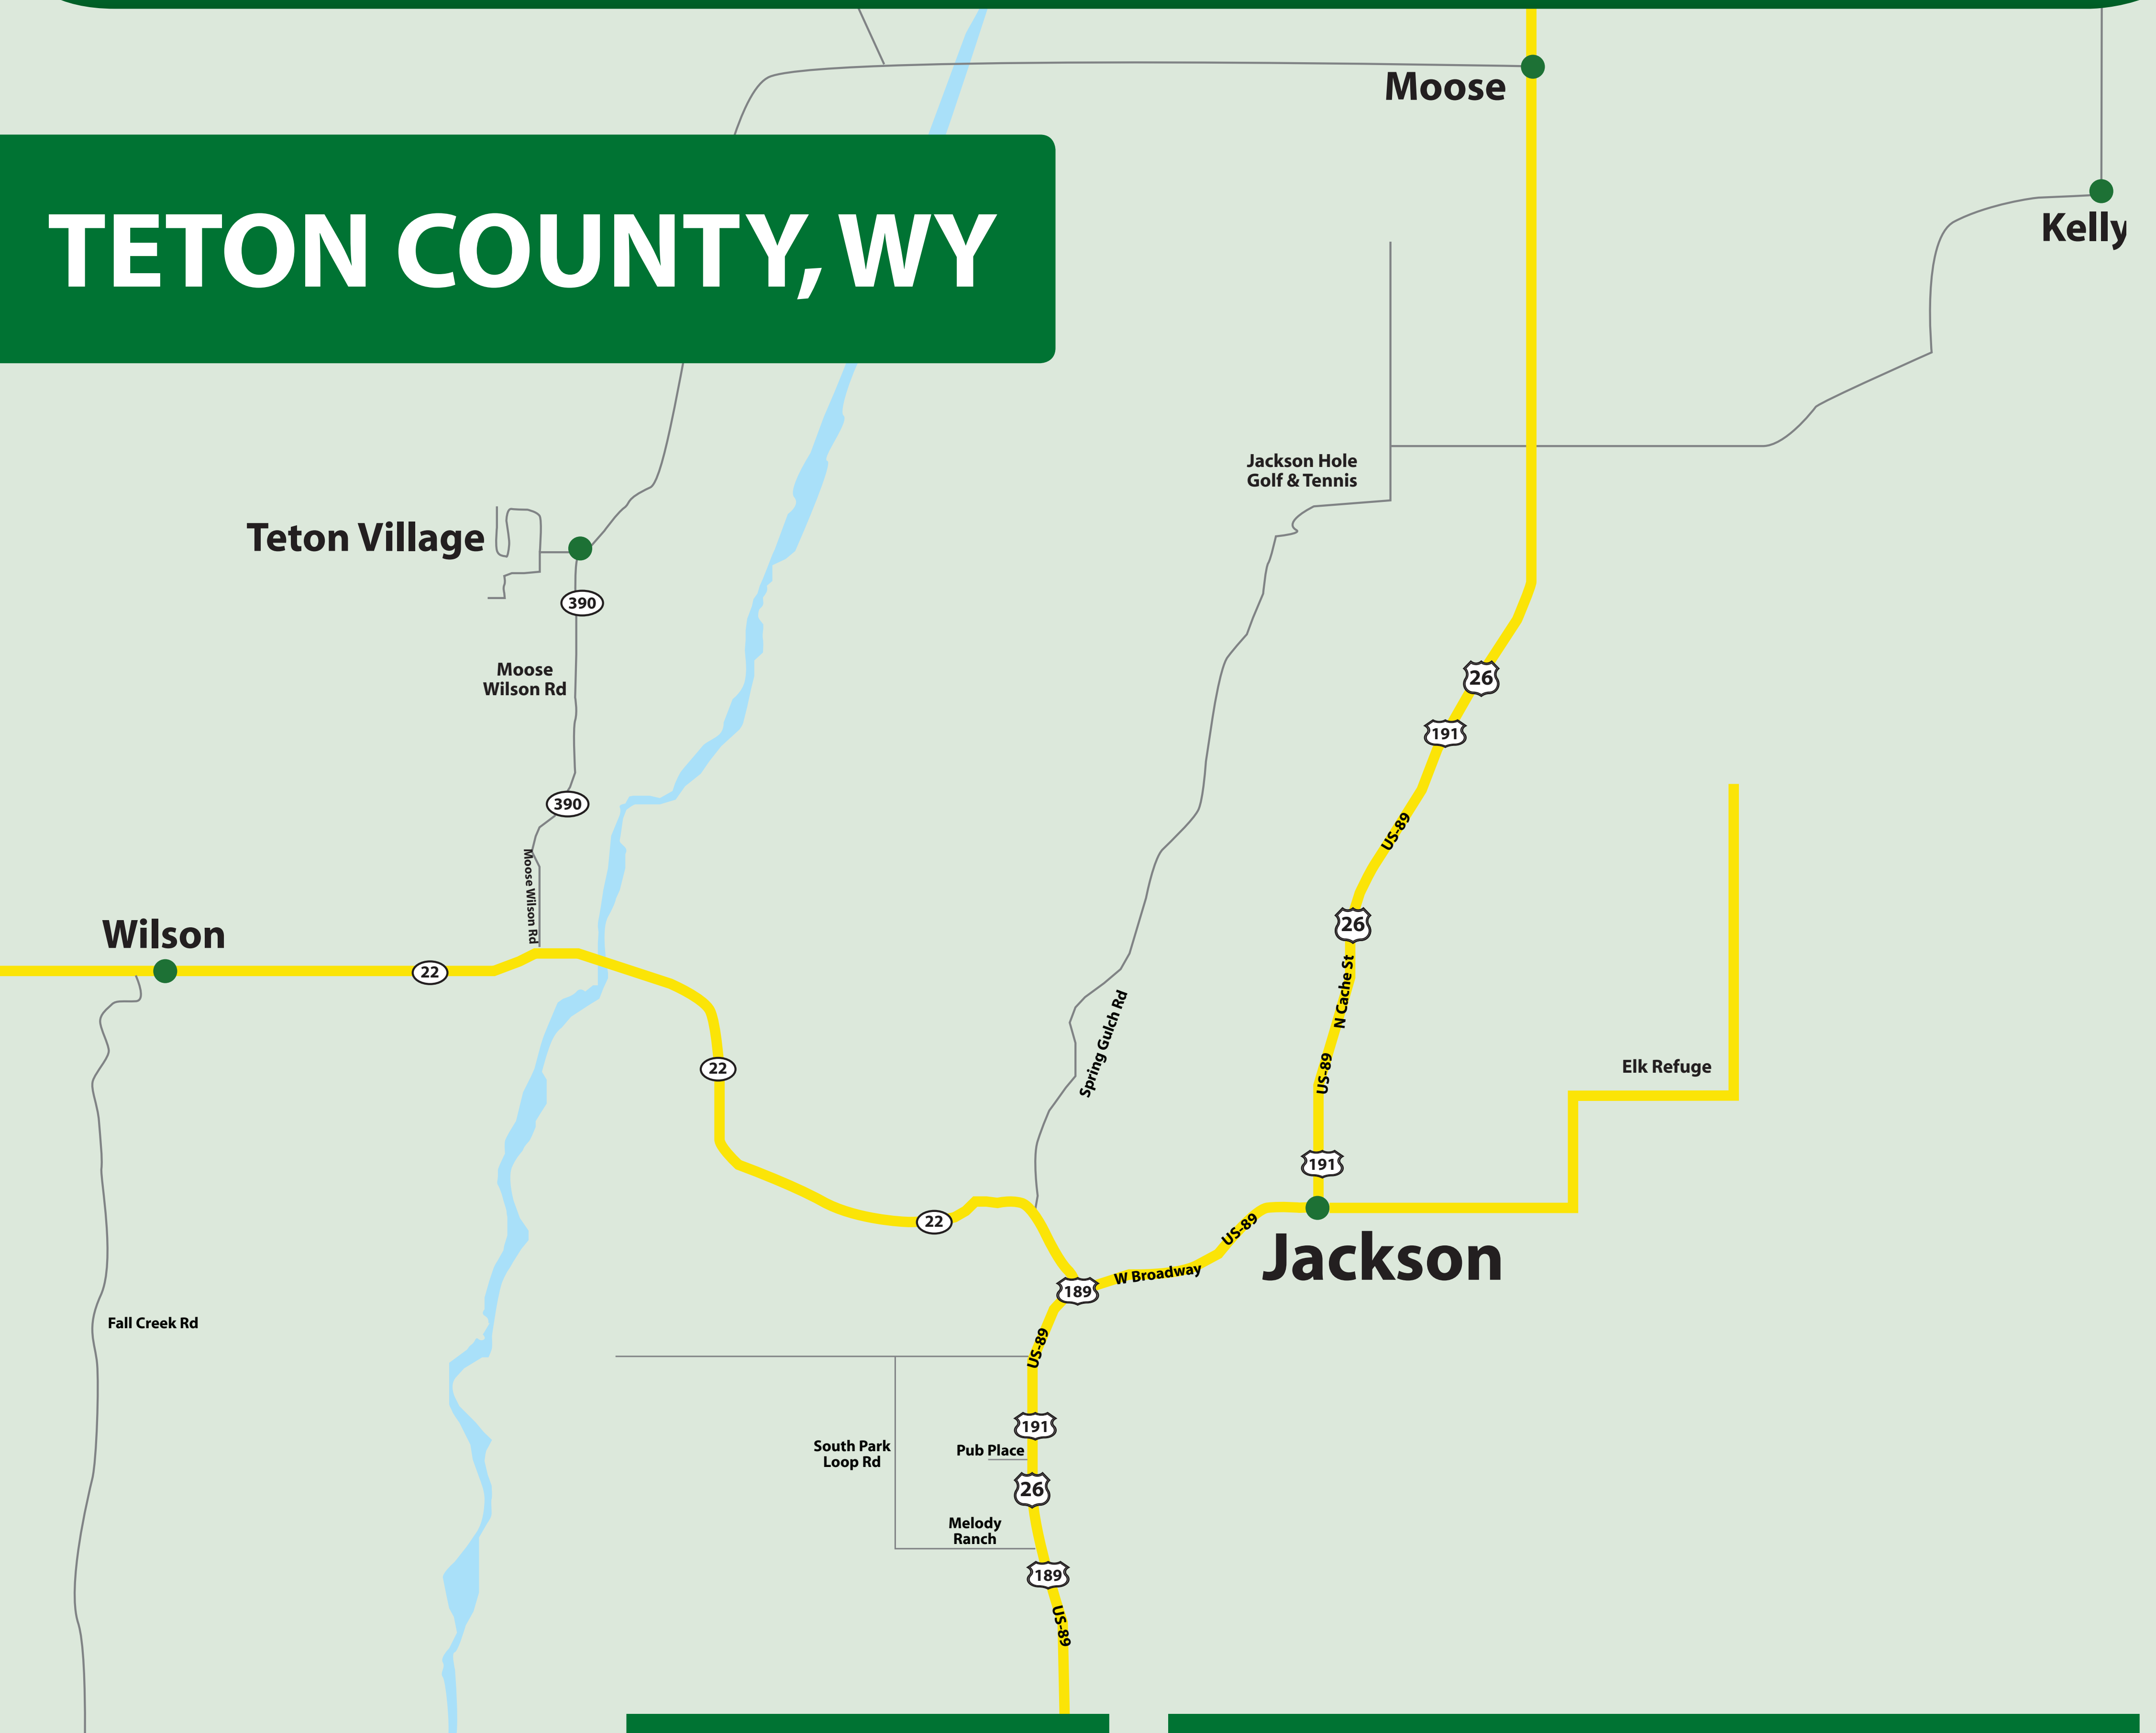 Moose
Kelly
TETON COUNTY, WY
Jackson Hole
Golf & Tennis
Teton Village
390
Moose
Wilson Rd
26
191
390
US-89
Moose Wilson Rd
Wilson
26
22
N Cache St
Spring Gulch Rd
22
US-89
Elk Refuge
191
22
US-89
Jackson
W Broadway
189
Fall Creek Rd
US-89
191
South Park
Loop Rd
Pub Place
26
Melody
Ranch
189
US-89